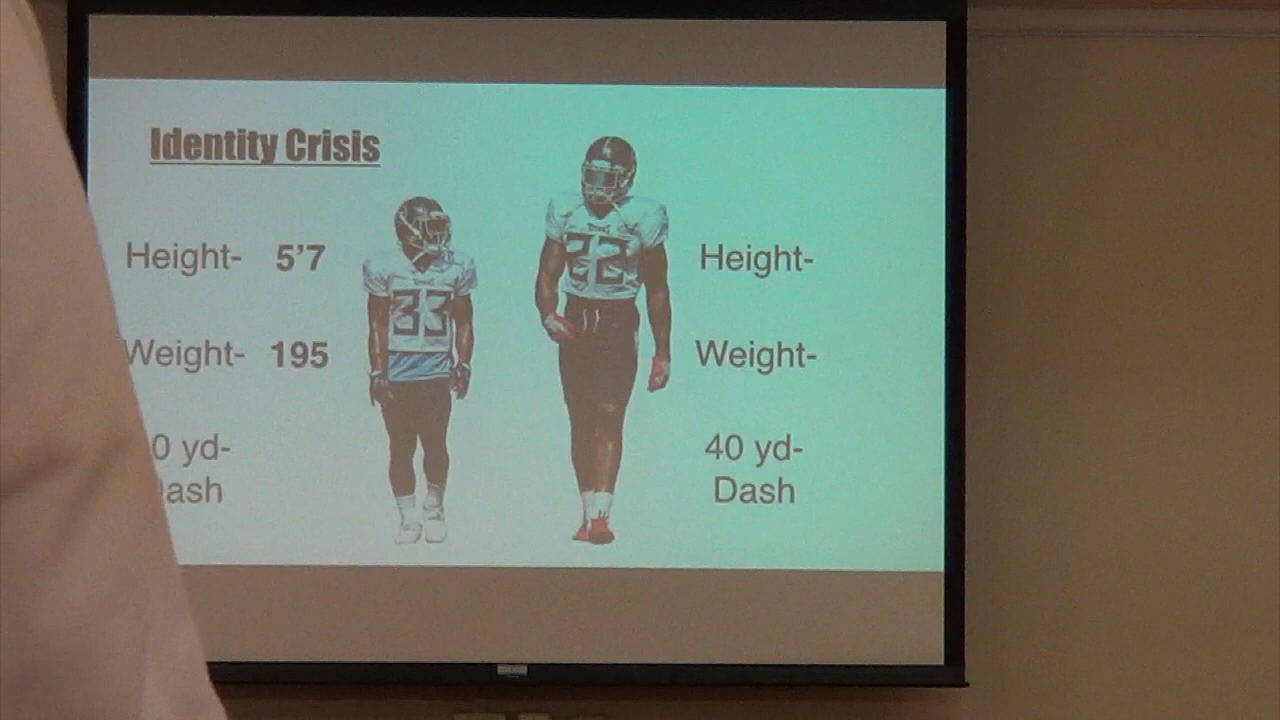 Identity Crisis
Height- 5’7
Height-
Weight- 195
Weight-
0 yd-
ash
40 yd-
Dash
33
22